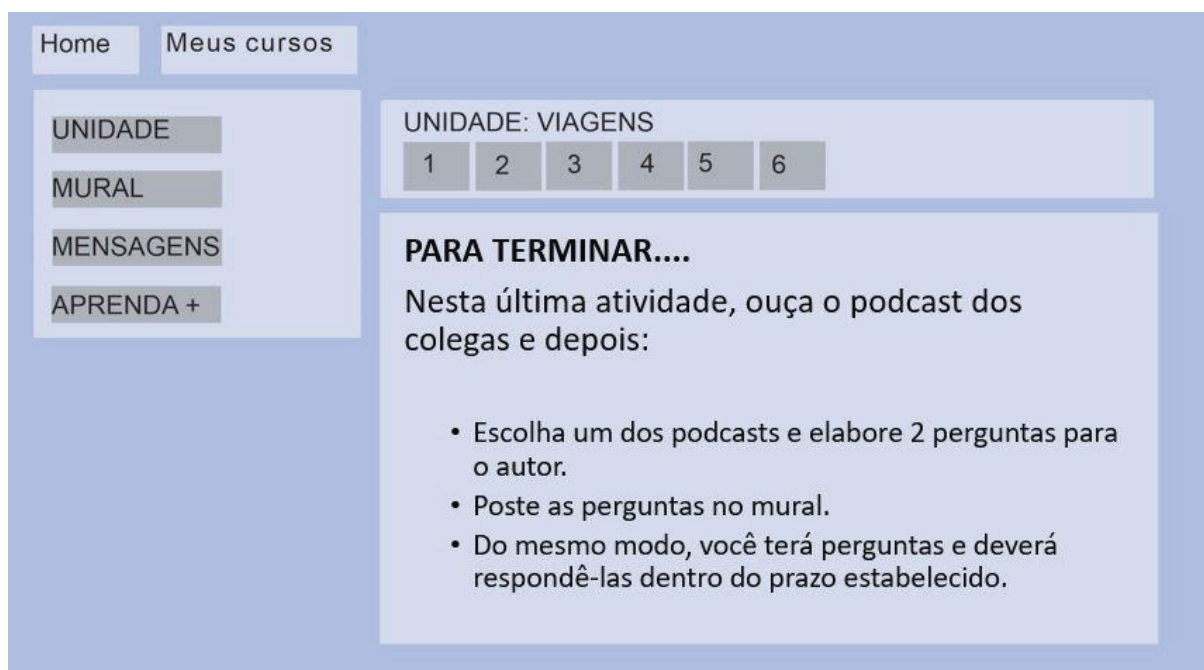 Home
Meus cursos
UNIDADE
MURAL
MENSAGENS
APRENDA +
UNIDADE: VIAGENS
1 2 3 4 5 6
PARA TERMINAR....
Nesta última atividade, ouça o podcast dos
colegas e depois:
• Escolha um dos podcasts e elabore 2 perguntas para
o autor.
• Poste as perguntas no mural.
• Do mesmo modo, você terá perguntas e deverá
respondê-las dentro do prazo estabelecido.